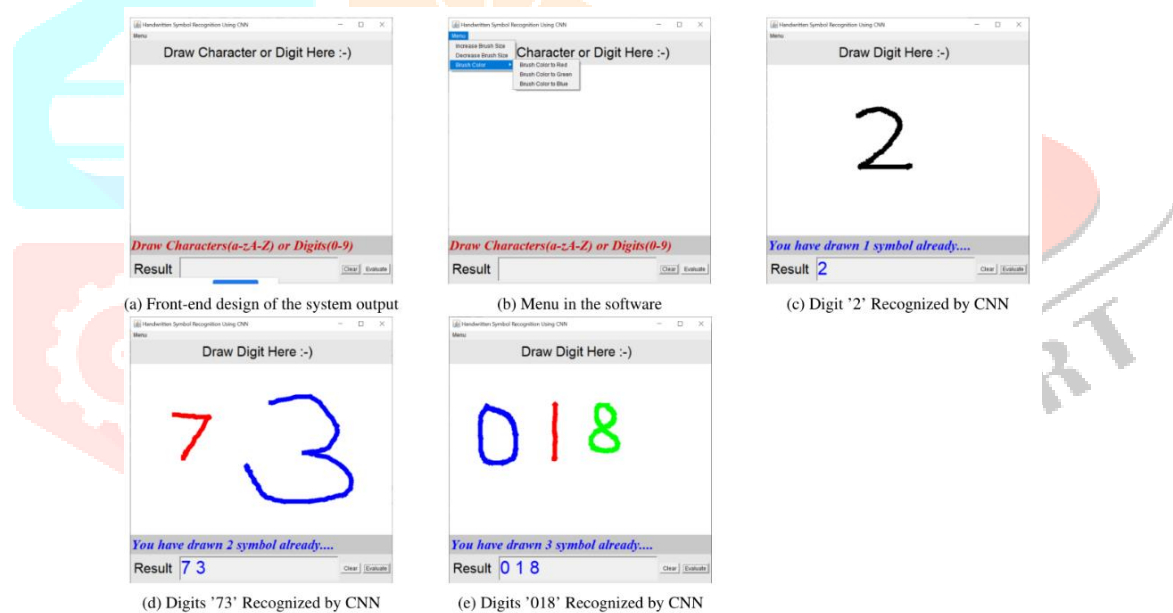 Handwritten Symbol Recognition Using CNN
Menu
Draw Character or Digit Here :-)
Draw Characters(a-zA-Z) or Digits(0-9)
Result
Clear
Evaluate
(a) Front-end design of the system output
Handwritten Symbol Recognition Using CNN
Menu
Increase Brush Size
Decrease Brush Size
Brush Color
Brush Color to Red
Brush Color to Green
Brush Color to Blue
Character or Digit Here :-)
Draw Characters(a-zA-Z) or Digits(0-9)
Result
Clear
Evaluate
(b) Menu in the software
Handwritten Symbol Recognition Using CNN
Menu
Draw Digit Here :-)
2
You have drawn 1 symbol already....
Result 2
Clear
Evaluate
(c) Digit ’2’ Recognized by CNN
Handwritten Symbol Recognition Using CNN
Menu
Draw Digit Here :-)
7 3
You have drawn 2 symbol already....
Result 7 3
Clear
Evaluate
(d) Digits ’73’ Recognized by CNN
Handwritten Symbol Recognition Using CNN
Menu
Draw Digit Here :-)
0 1 8
You have drawn 3 symbol already....
Result 0 1 8
Clear
Evaluate
(e) Digits ’018’ Recognized by CNN